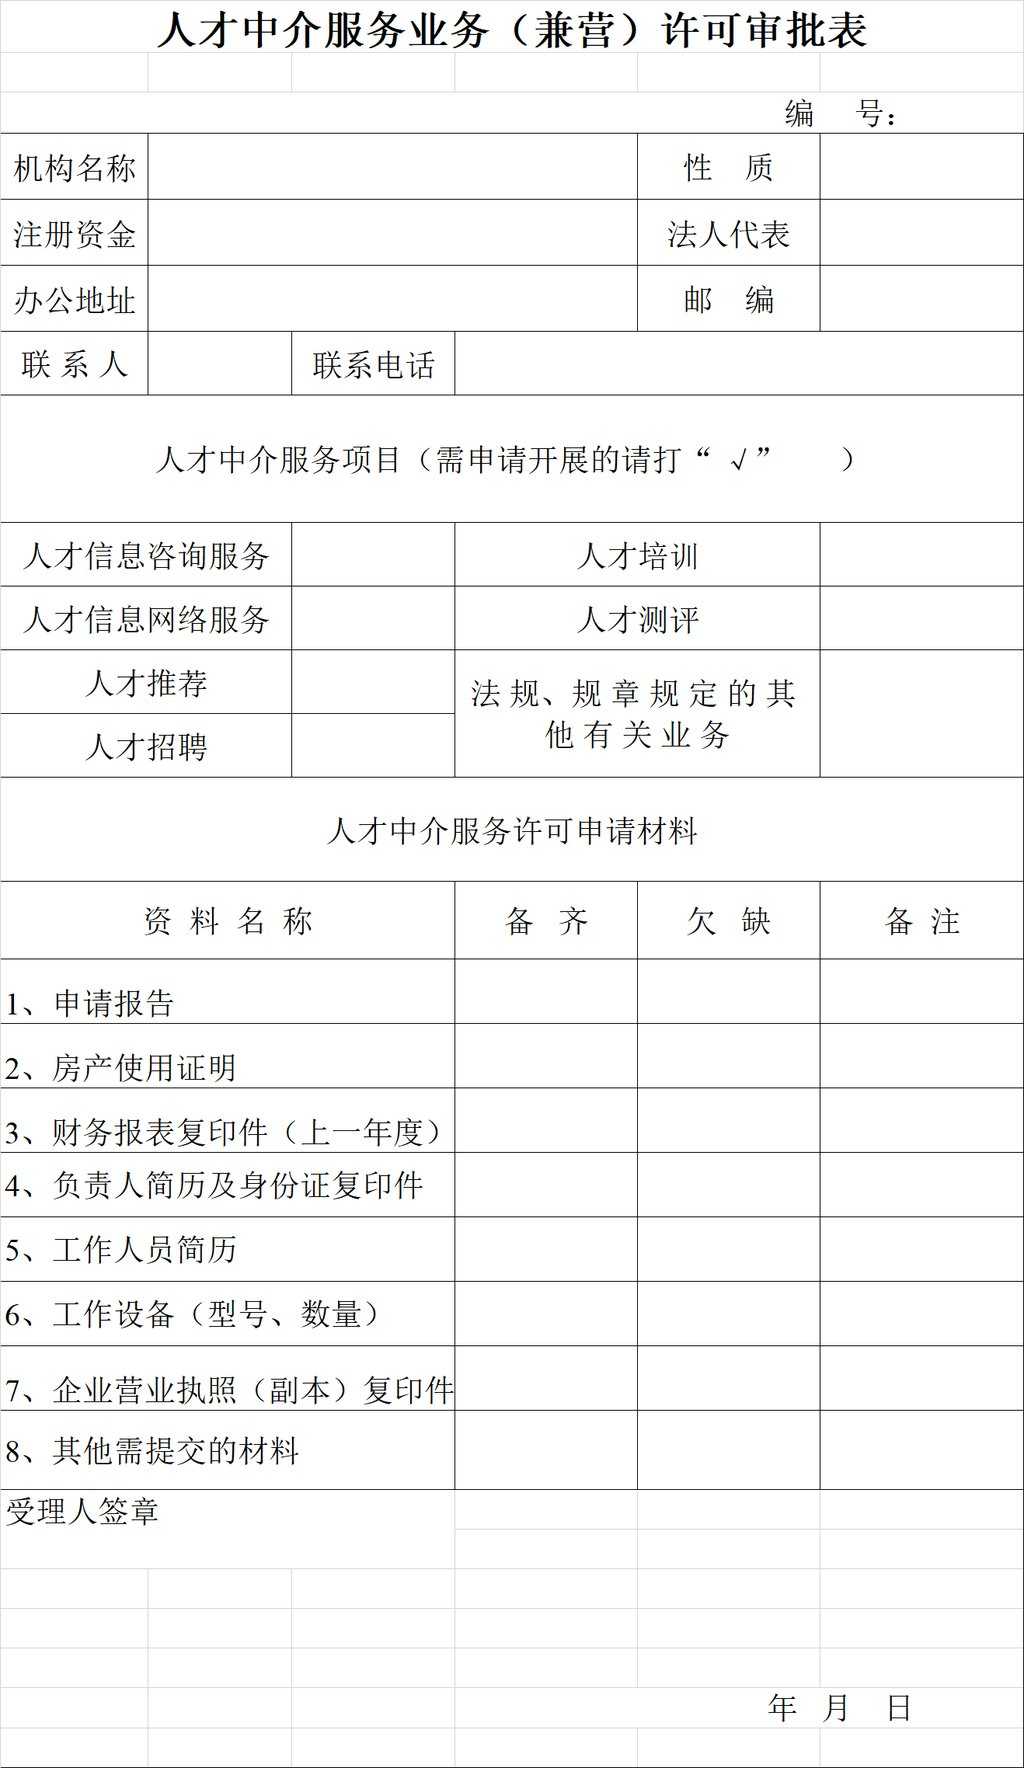 人才中介服务业务（兼营）许可审批表
编 号：
机构名称 性 质
注册资金 法人代表
办公地址 邮 编
联 系 人 联系电话
人才中介服务项目（需申请开展的请打“ √ ” ）
人才信息咨询服务 人才培训
人才信息网络服务 人才测评
人才推荐
法 规、规 章 规 定 的 其
他 有 关 业 务
人才招聘
人才中介服务许可申请材料
资 料 名 称 备 齐 欠 缺 备 注
1、申请报告
2、房产使用证明
3、财务报表复印件（上一年度）
4、负责人简历及身份证复印件
5、工作人员简历
6、工作设备（型号、数量）
7、企业营业执照（副本）复印件
8、其他需提交的材料
受理人签章
年 月 日